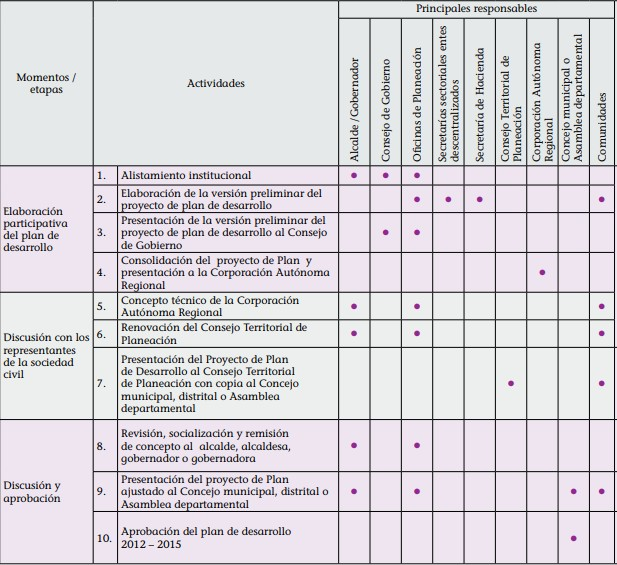 Principales responsables
Momentos /
etapas
Actividades
Alcalde / Gobernador
Consejo de Gobierno
Oficinas de Planeación
Secretarías sectoriales entes
descentralizados
Secretaría de Hacienda
Consejo Territorial de
Planeación
Corporación Autónoma
Regional
Concejo municipal o
Asamblea departamental
Comunidades
Elaboración
participativa
del plan de
desarrollo
1. Alistamiento institucional
2. Elaboración de la versión preliminar del
proyecto de plan de desarrollo
3. Presentación de la versión preliminar del
proyecto de plan de desarrollo al Consejo
de Gobierno
4. Consolidación del proyecto de Plan y
presentación a la Corporación Autónoma
Regional
Discusión con los
representantes
de la sociedad
civil
5. Concepto técnico de la Corporación
Autónoma Regional
6. Renovación del Consejo Territorial de
Planeación
7. Presentación del Proyecto de Plan
de Desarrollo al Consejo Territorial
de Planeación con copia al Concejo
municipal, distrital o Asamblea
departamental
Discusión y
aprobación
8. Revisión, socialización y remisión
de concepto al alcalde, alcaldesa,
gobernador o gobernadora
9. Presentación del proyecto de Plan
ajustado al Concejo municipal, distrital o
Asamblea departamental
10. Aprobación del plan de desarrollo
2012 – 2015